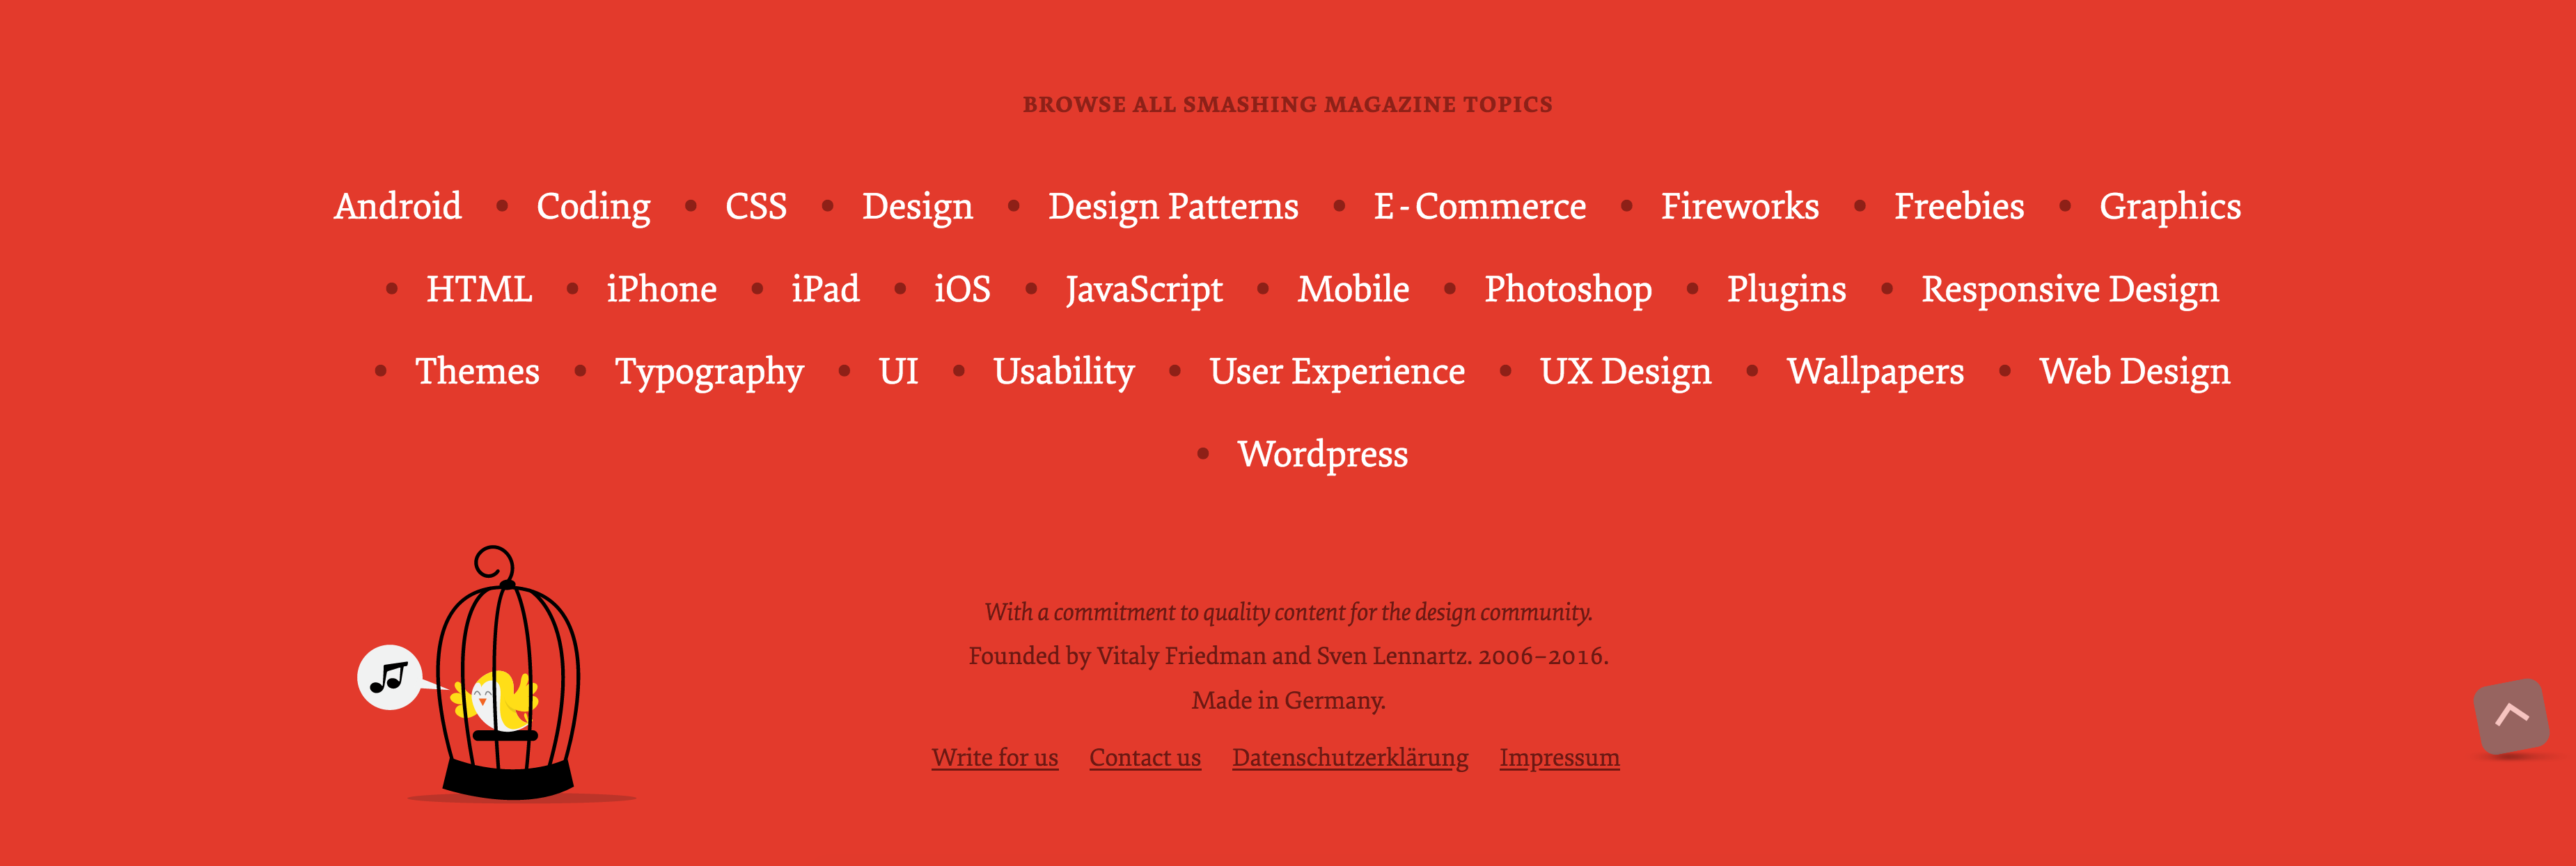 BROWSE ALL SMASHING MAGAZINE TOPICS
Android • Coding • CSS • Design • Design Patterns • E-Commerce • Fireworks • Freebies • Graphics
• HTML • iPhone • iPad • iOS • JavaScript • Mobile • Photoshop • Plugins • Responsive Design
• Themes • Typography • UI • Usability • User Experience • UX Design • Wallpapers • Web Design
• Wordpress
With a commitment to quality content for the design community.
Founded by Vitaly Friedman and Sven Lennartz. 2006–2016.
Made in Germany.
Write for us Contact us Datenschutzerklärung Impressum